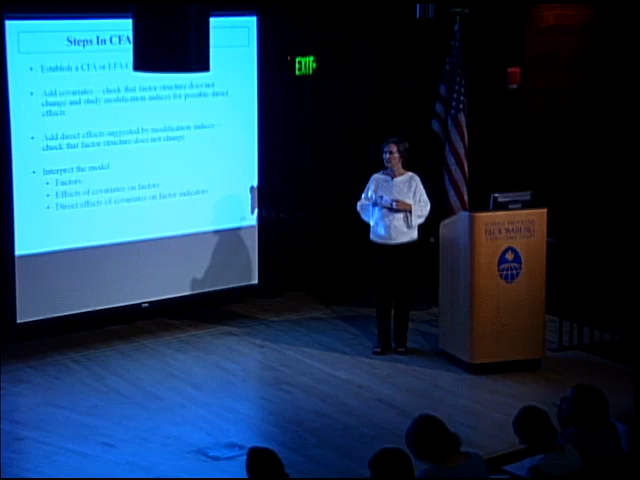 Steps In CFA
• Establish a CFA or EFA
• Add covariates – check that factor structure does not
change and study modification indices for possible direct
effects
• Add direct effects suggested by modification indices –
check that factor structure does not change
• Interpret the model
• Factors
• Effects of covariates on factors
• Direct effects of covariates on factor indicators
EXIT
BLOOMBERG